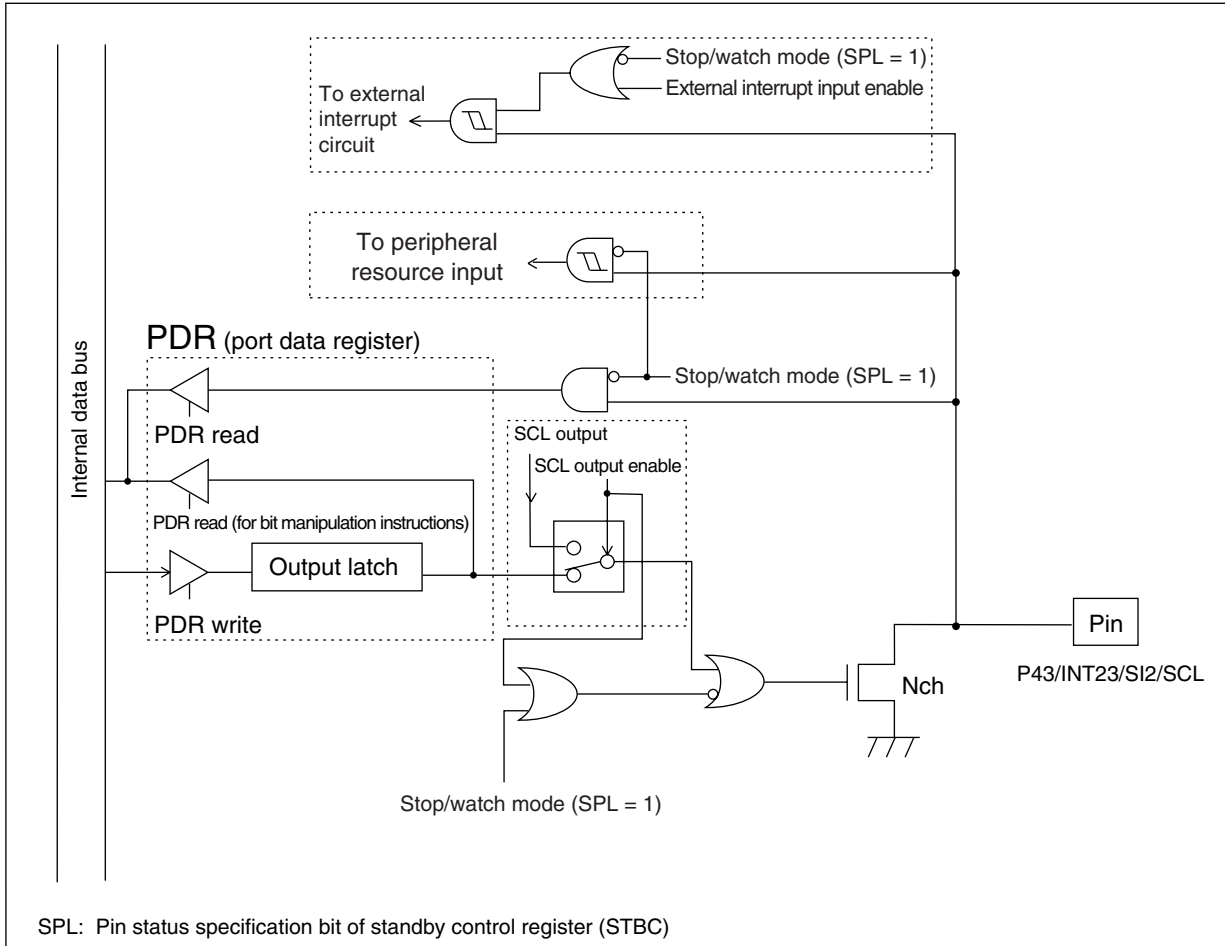 Stop/watch mode (SPL = 1)
External interrupt input enable
To external
interrupt
circuit
To peripheral
resource input
PDR (port data register)
Stop/watch mode (SPL = 1)
Internal data bus
PDR read
SCL output
SCL output enable
PDR read (for bit manipulation instructions)
Output latch
PDR write
Pin
P43/INT23/SI2/SCL
Nch
Stop/watch mode (SPL = 1)
SPL: Pin status specification bit of standby control register (STBC)